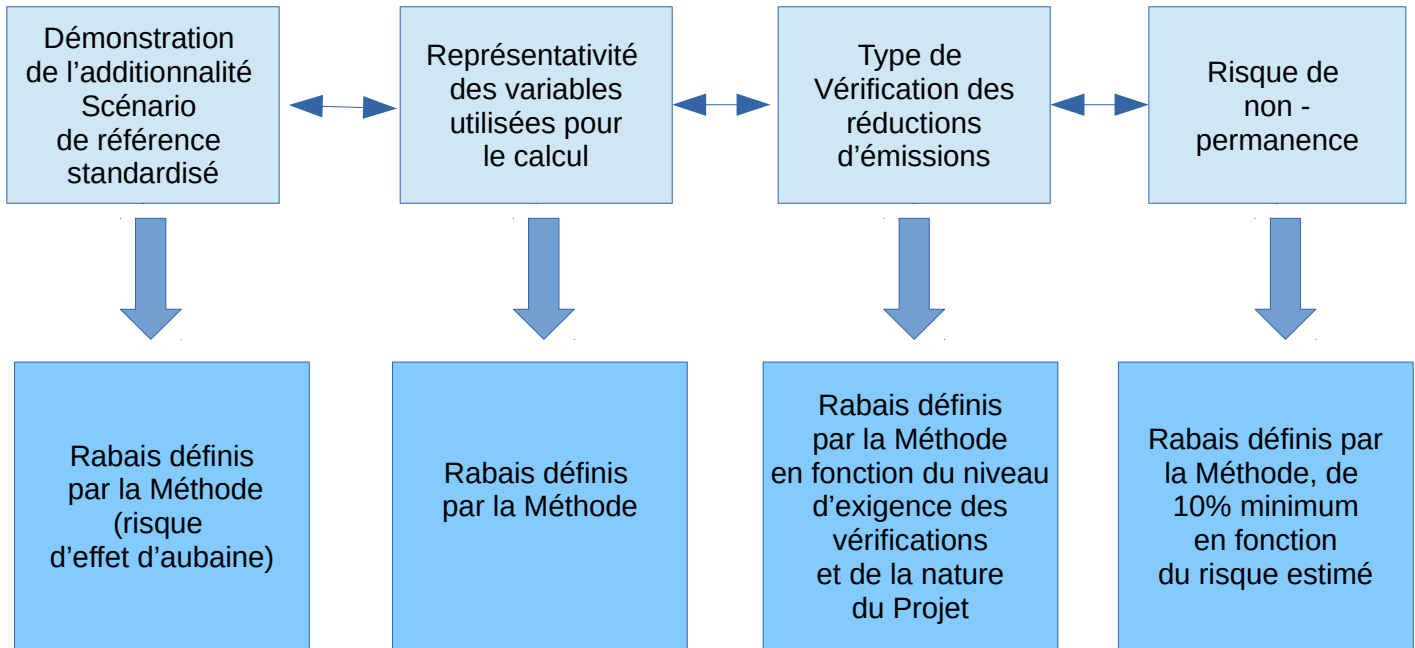 Démonstration
de l'additionnalité
Scénario
de référence
standardisé
Représentativité
des variables
utilisées pour
le calcul
Type de
Vérification des
réductions
d'émissions
Risque de
non -
permanence
Rabais définis
par la Méthode
(risque
d'effet d'aubaine)
Rabais définis
par la Méthode
Rabais définis
par la Méthode
en fonction du niveau
d'exigence des
vérifications
et de la nature
du Projet
Rabais définis par
la Méthode, de
10% minimum
en fonction
du risque estimé